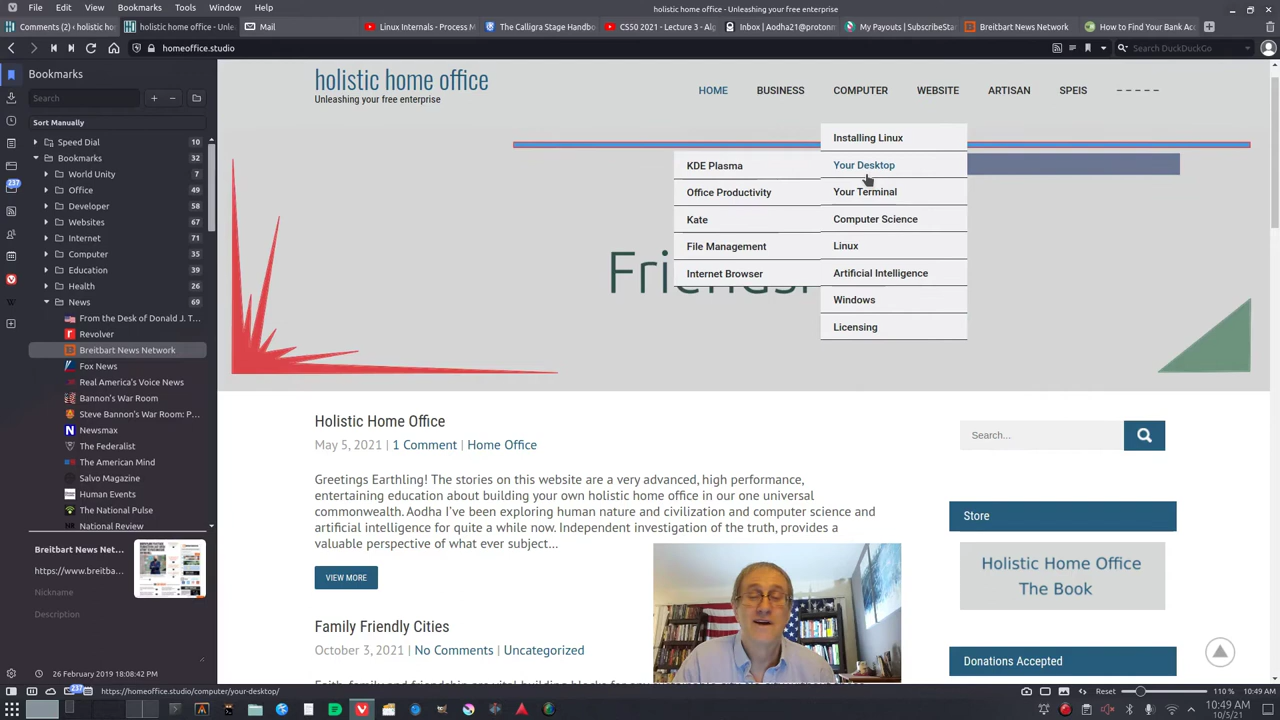 File Edit View Bookmarks Tools Window Help
holistic home office - Unleashing your free enterprise
Comments (2) ‹ holistic ho
holistic home office - Unle
Mail
Linux Internals - Process M
The Calligra Stage Handbo
CS50 - Lecture 3 - Alg
Inbox | Aodha21@protonm
My Payouts | SubscribeStar
Breitbart News Network
How to Find Your Bank Acc
homeoffice.studio
Search DuckDuckGo
Bookmarks
Search
Sort Manually
Speed Dial 10
Bookmarks 32
World Unity 7
Office 49
Developer 58
Websites 67
Internet 71
Computer 54
Education 39
Health 16
News 69
From the Desk of Donald J. T...
Revolver
Breitbart News Network
Fox News
Real America's Voice News
Bannon's War Room
Steve Bannon's War Room: P...
Newsmax
The Federalist
The American Mind
Salvo Magazine
Human Events
The National Pulse
National Review
Breitbart News Net...
https://www.breitba...
Nickname
Description
26 February 2019 18:08:42 PM
237
holistic home office
Unleashing your free enterprise
HOME BUSINESS COMPUTER WEBSITE ARTISAN SPEIS – – – – –
Installing Linux
Your Desktop
Your Terminal
Computer Science
Linux
Artificial Intelligence
Windows
Licensing
KDE Plasma
Office Productivity
Kate
File Management
Internet Browser
Holistic Home Office
May 5, 2021 | 1 Comment | Home Office
Greetings Earthling! The stories on this website are a very advanced, high performance,
entertaining education about building your own holistic home office in our one universal
commonwealth. Aodha I've been exploring human nature and civilization and computer science and
artificial intelligence for quite a while now. Independent investigation of the truth, provides a
valuable perspective of what ever subject...
VIEW MORE
Family Friendly Cities
October 3, 2021 | No Comments | Uncategorized
Search...
Store
Holistic Home Office
The Book
Donations Accepted
237
https://homeoffice.studio/computer/your-desktop/
Reset
110 %
10:49 AM
10:49 AM
10/5/21